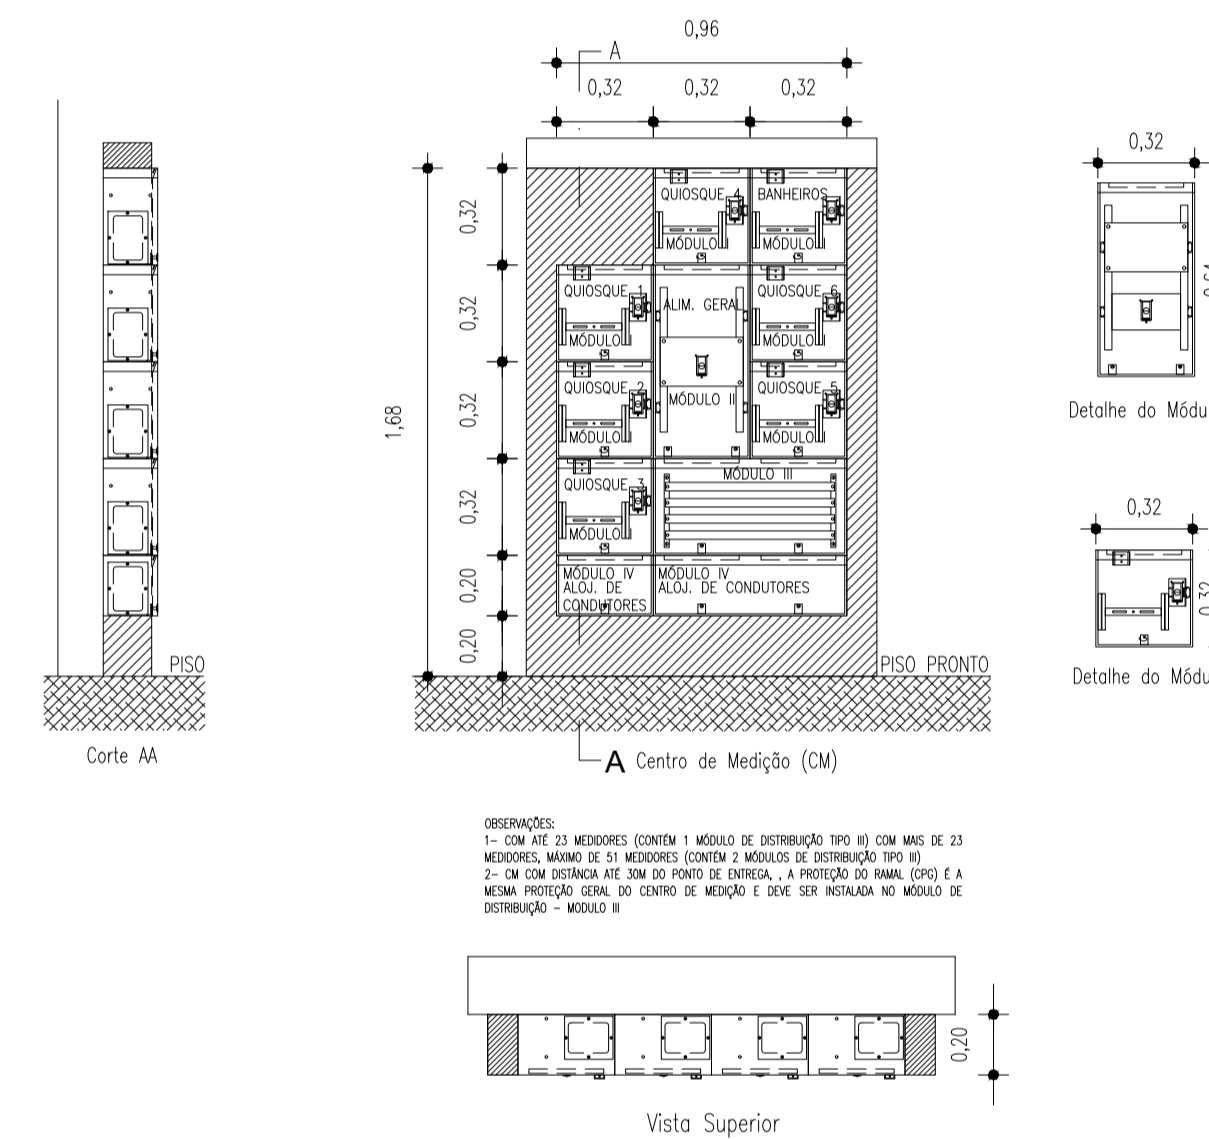 0,96
A
0,32 0,32 0,32
0,32
QUIOSQUE 4 BANHEIROS
0,32
MÓDULO I MÓDULO I
QUIOSQUE 1 ALIM. GERAL QUIOSQUE 6
0,32
MÓDULO I MÓDULO I
QUIOSQUE 2 QUIOSQUE 5
MÓDULO II
0,32
1,68
MÓDULO I MÓDULO I
Detalhe do Módu
MÓDULO III
QUIOSQUE 3
0,32
MÓDULO I
0,32
MÓDULO IV MÓDULO IV
ALOJ. DE ALOJ. DE CONDUTORES
CONDUTORES
0,20
0,32
0,20
PISO PISO PRONTO
Detalhe do Módu
Corte AA
A Centro de Medição (CM)
OBSERVAÇÕES:
1- COM ATÉ 23 MEDIDORES (CONTÉM 1 MÓDULO DE DISTRIBUIÇÃO TIPO III) COM MAIS DE 23
MEDIDORES, MÁXIMO DE 51 MEDIDORES (CONTÉM 2 MÓDULOS DE DISTRIBUIÇÃO TIPO III)
2- CM COM DISTÂNCIA ATÉ 30M DO PONTO DE ENTREGA, , A PROTEÇÃO DO RAMAL (CPG) É A
MESMA PROTEÇÃO GERAL DO CENTRO DE MEDIÇÃO E DEVE SER INSTALADA NO MÓDULO DE
DISTRIBUIÇÃO - MODULO III
0,20
Vista Superior